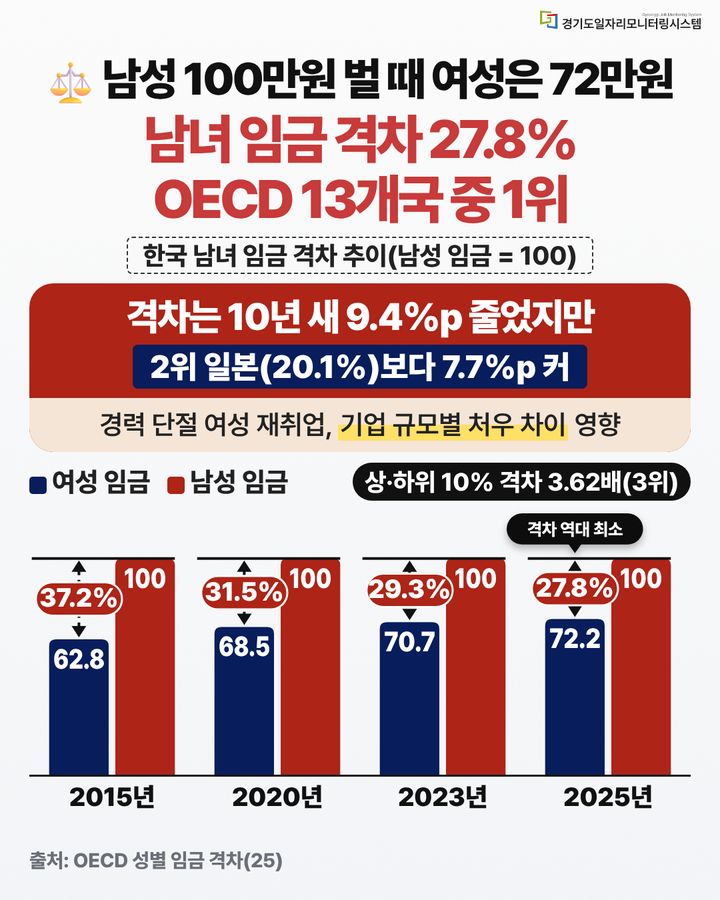 경기도일자리모니터링시스템
남성 100만원 벌 때 여성은 72만원
남녀 임금 격차 27.8%
OECD 13개국 중 1위
한국 남녀 임금 격차 추이(남성 임금 = 100)
격차는 10년 새 9.4%p 줄었지만
2위 일본(20.1%)보다 7.7%p 커
경력 단절 여성 재취업, 기업 규모별 처우 차이 영향
여성 임금 남성 임금 상·하위 10% 격차 3.62배(3위)
격차 역대 최소
37.2% 100 31.5% 100 29.3% 100 27.8% 100
62.8 68.5 70.7 72.2
2015년 2020년 2023년 2025년
출처: OECD 성별 임금 격차(25)